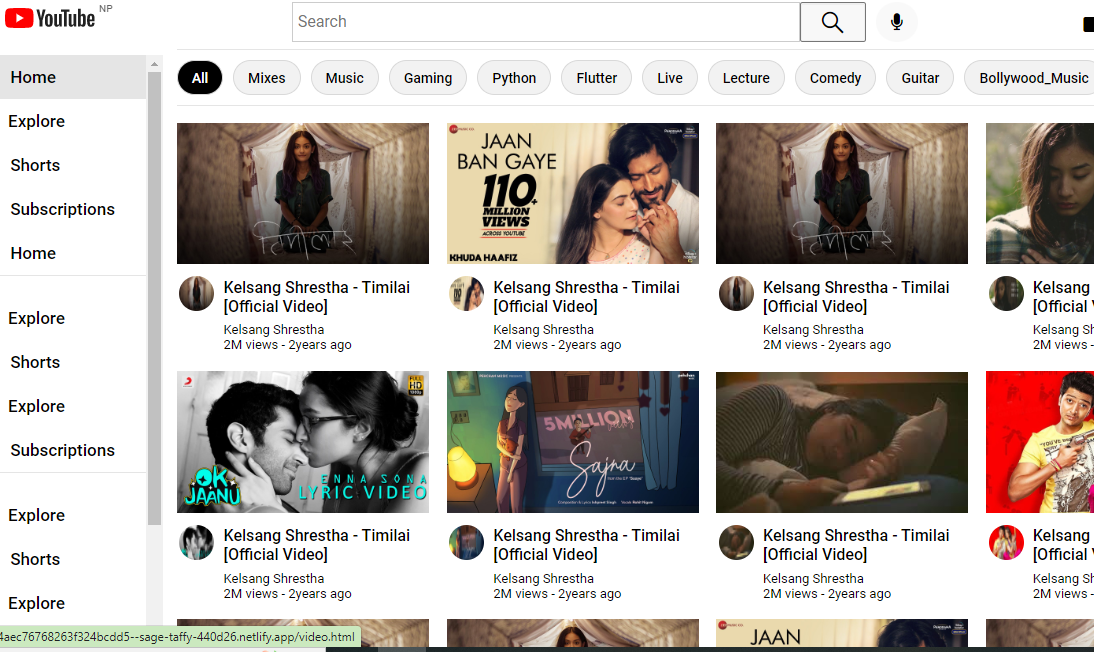 YouTube NP
Search
Home
Explore
Shorts
Subscriptions
Home
Explore
Shorts
Explore
Subscriptions
Explore
Shorts
Explore
All Mixes Music Gaming Python Flutter Live Lecture Comedy Guitar Bollywood_Music
तिमीलाई
JAAN
BAN GAYE
110+
MILLION
VIEWS
ACROSS YOUTUBE
KHUDA HAAFIZ
तिमीलाई
Kelsang Shrestha - Timilai
[Official Video]
Kelsang Shrestha
2M views - 2years ago
Kelsang Shrestha - Timilai
[Official Video]
Kelsang Shrestha
2M views - 2years ago
Kelsang Shrestha - Timilai
[Official Video]
Kelsang Shrestha
2M views - 2years ago
Kelsang
[Official
Kelsang
2M views -
FULL
HD
1080p
OK
JAANU
ENNA SONA
LYRIC VIDEO
5MILLION
Sajna
Kelsang Shrestha - Timilai
[Official Video]
Kelsang Shrestha
2M views - 2years ago
Kelsang Shrestha - Timilai
[Official Video]
Kelsang Shrestha
2M views - 2years ago
Kelsang Shrestha - Timilai
[Official Video]
Kelsang Shrestha
2M views - 2years ago
Kelsang
[Official
Kelsang
2M views -
JAAN
4aec76768263f324bcdd5--sage-taffy-440d26.netlify.app/video.html